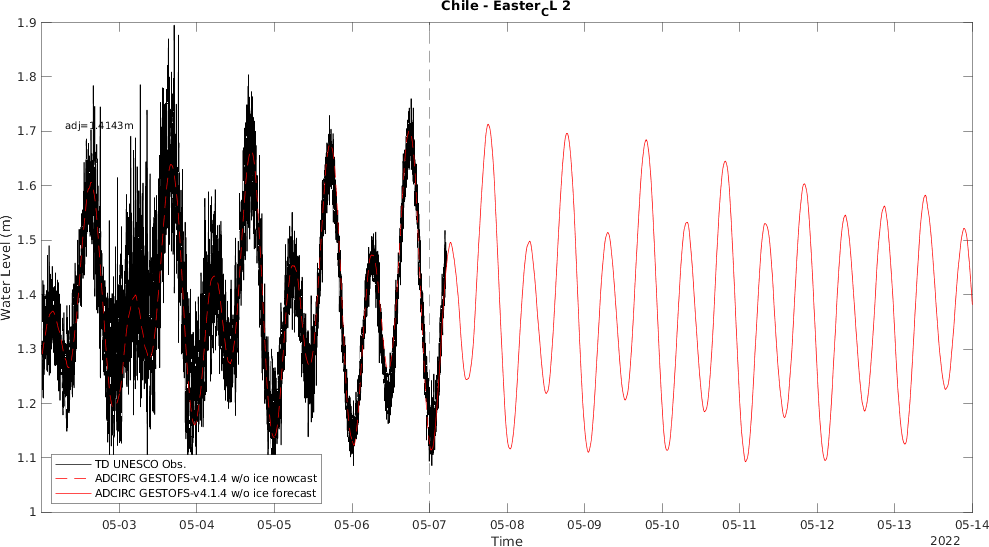 Chile - Easter_CL 2
1.9
1.8
1.7
1.6
1.5
1.4
1.3
1.2
1.1
1
Water Level (m)
adj=1.4143m
TD UNESCO Obs.
ADCIRC GESTOFS-v4.1.4 w/o ice nowcast
ADCIRC GESTOFS-v4.1.4 w/o ice forecast
05-03 05-04 05-05 05-06 05-07 05-08 05-09 05-10 05-11 05-12 05-13 05-14
Time
2022